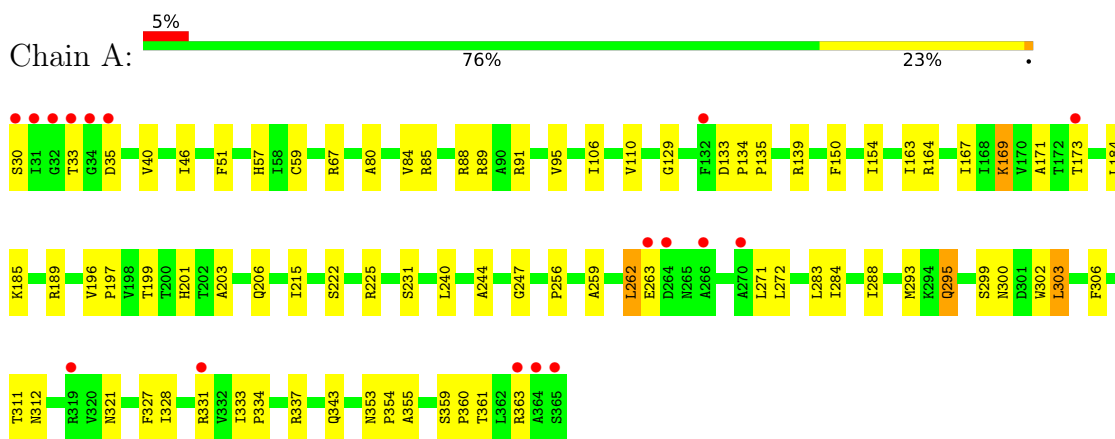 5%
Chain A:
76% 23% •
S30 I31 G32 T33 G34 D35 V40 I46 F51 H57 I58 C59 R67 A80 V84 R85 R88 R89 A90 R91 V95 I106 V110 G129 F132 D133 P134 P135 R139 F150 I154 I163 R164 I167 I168 K169 V170 A171 T172 T173 L184
K185 R189 V196 P197 V198 T199 T200 H201 T202 A203 Q206 I215 S222 R225 S231 L240 A244 G247 P256 A259 L262 E263 D264 N265 A266 A270 L271 L272 L283 I284 I288 M293 K294 Q295 S299 N300 D301 W302 L303 F306
T311 N312 R319 V320 N321 F327 I328 R331 V332 I333 P334 R337 Q343 N353 P354 A355 S359 P360 T361 L362 R363 A364 S365